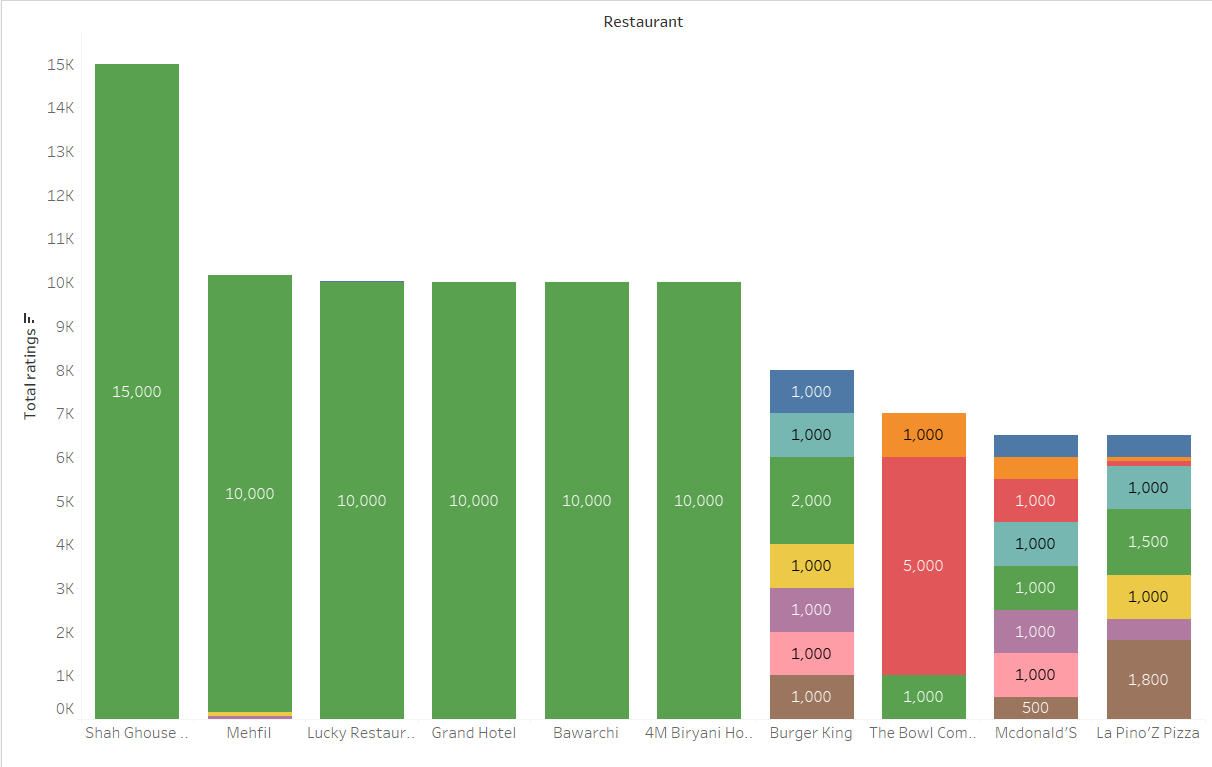 Restaurant
15K
14K
13K
12K
11K
10K
9K
8K
7K
6K
5K
4K
3K
2K
1K
0K
Total ratings
15,000
10,000
10,000
10,000
10,000
10,000
1,000
1,000
2,000
1,000
1,000
1,000
1,000
1,000
5,000
1,000
1,000
1,000
1,000
1,000
1,000
500
1,000
1,500
1,000
1,800
Shah Ghouse ..
Mehfil
Lucky Restaur..
Grand Hotel
Bawarchi
4M Biryani Ho..
Burger King
The Bowl Com..
Mcdonald'S
La Pino'Z Pizza